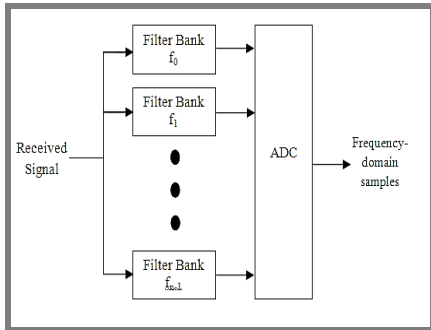 Filter Bank
f0
Filter Bank
f1
Received
Signal
ADC
Frequency-
domain
samples
Filter Bank